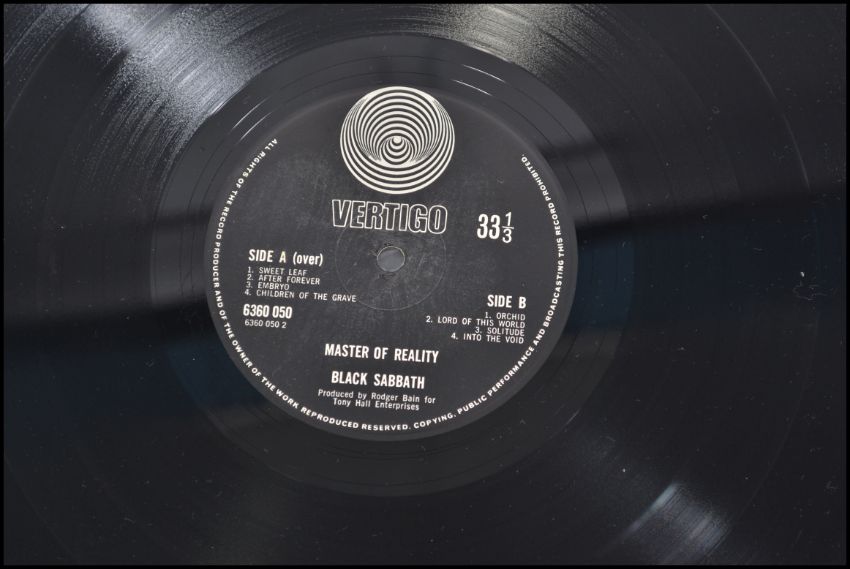 VERTIGO
33 1/3
SIDE A (over)
1. SWEET LEAF
2. AFTER FOREVER
3. EMBRYO
4. CHILDREN OF THE GRAVE
6360 050
6360 050 2
SIDE B
1. ORCHID
2. LORD OF THIS WORLD
3. SOLITUDE
4. INTO THE VOID
MASTER OF REALITY
BLACK SABBATH
Produced by Rodger Bain for
Tony Hall Enterprises
ALL RIGHTS OF THE RECORD PRODUCER AND OF THE OWNER OF THE WORK REPRODUCED RESERVED. COPYING, PUBLIC PERFORMANCE AND BROADCASTING THIS RECORD PROHIBITED.